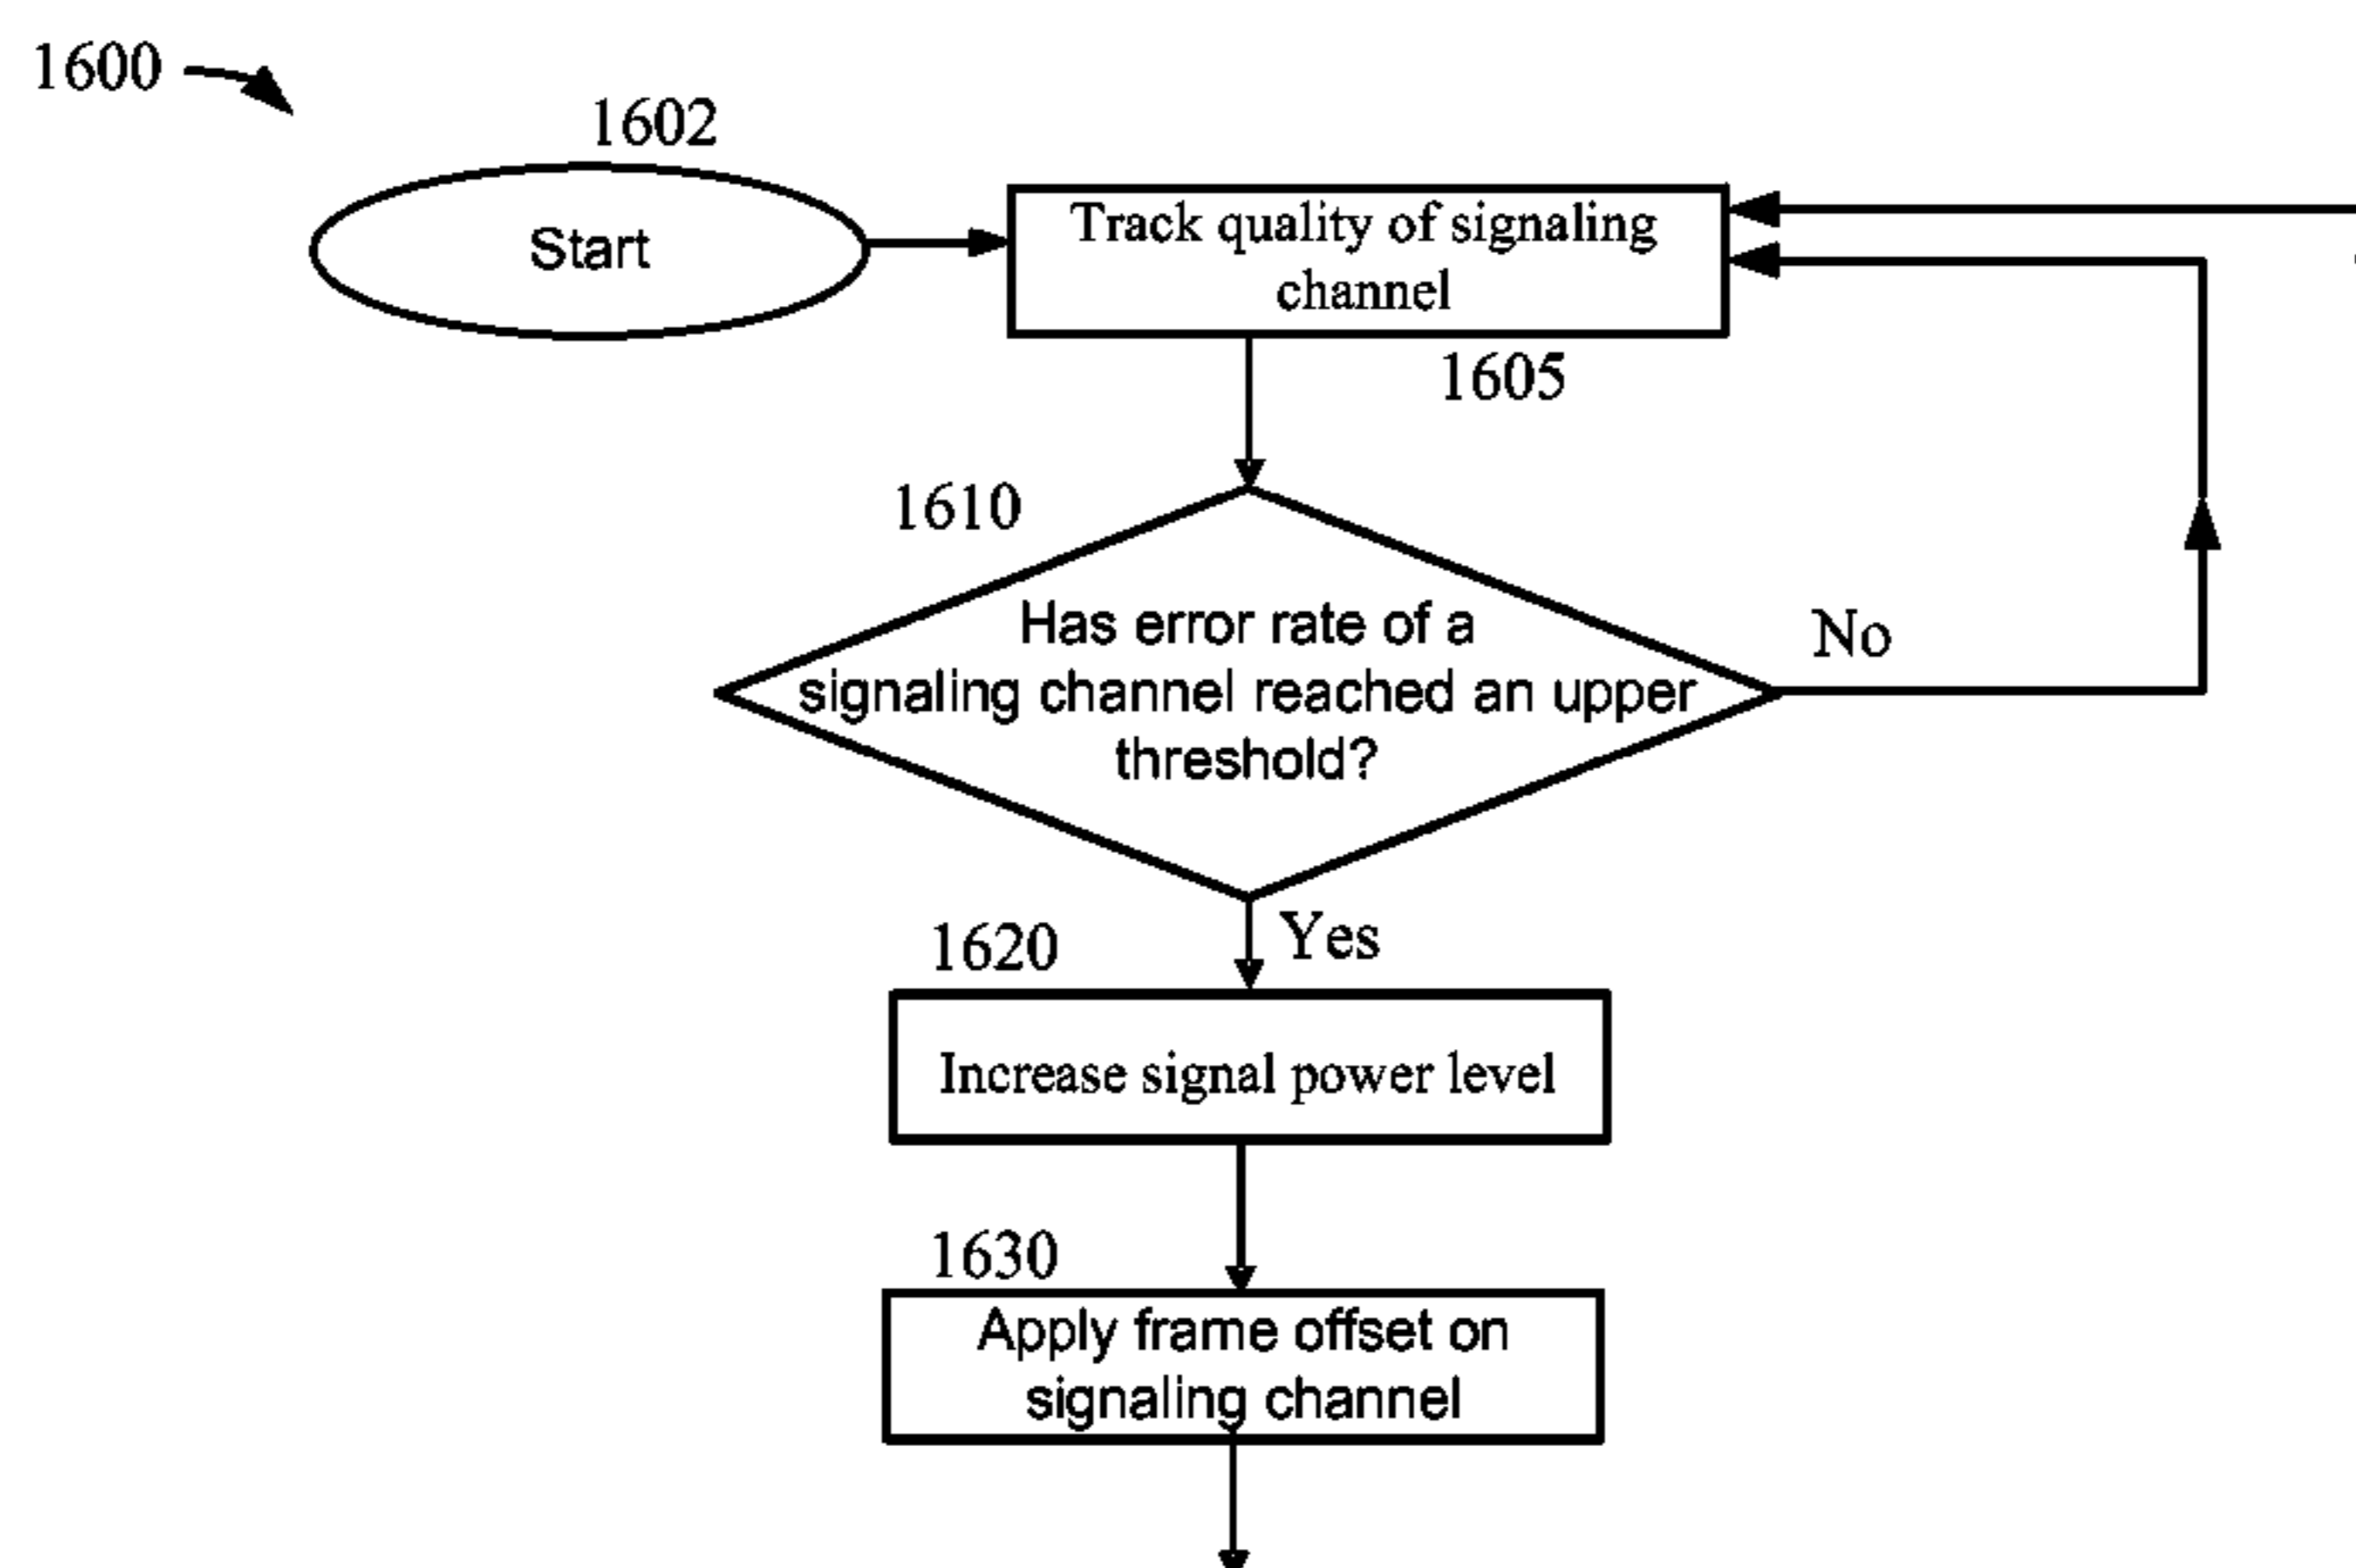 1600
1602
Start
Track quality of signaling
channel
1605
1610
Has error rate of a
signaling channel reached an upper
threshold?
No
Yes
1620
Increase signal power level
1630
Apply frame offset on
signaling channel